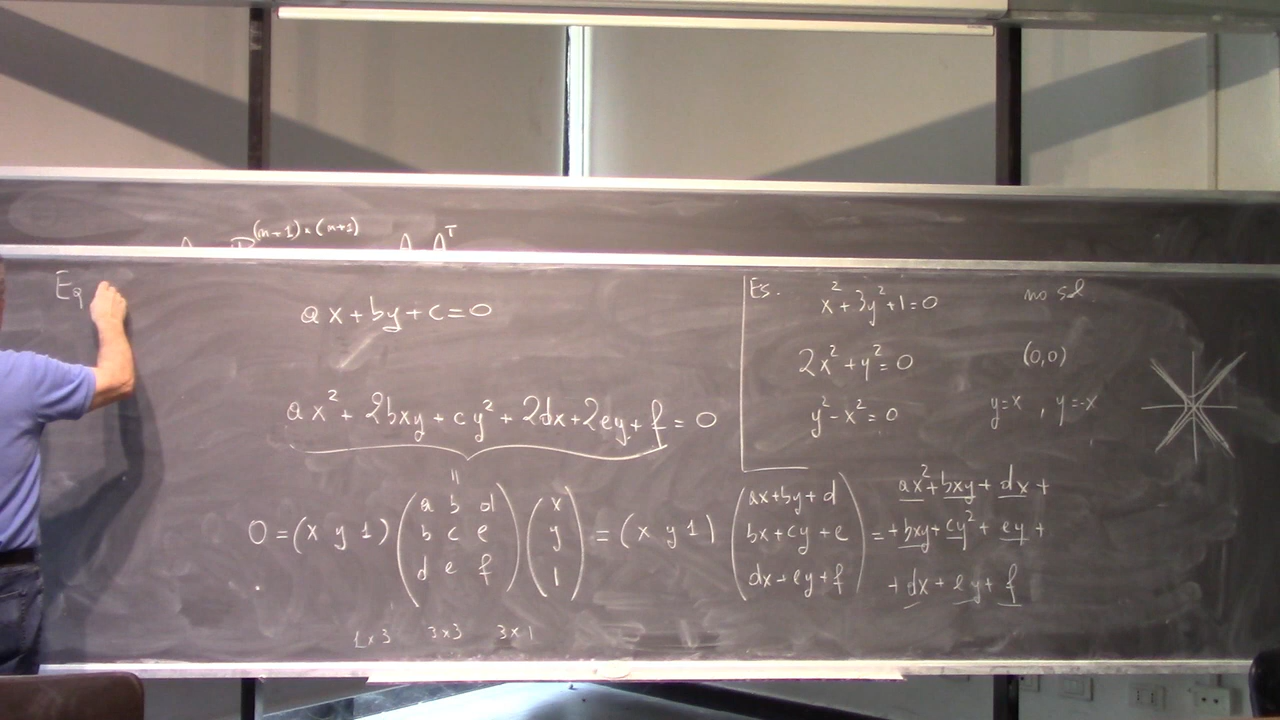 (n+1)×(n+1)
A A^T
Eq
ax+by+c=0
ax²+2bxy+cy²+2dx+2ey+f=0
"
0=(x y 1) (a b d) (x) =(x y 1) (ax+by+d) = ax²+bxy+dx+
(b c e) (y) (bx+cy+e) +bxy+cy²+ey+
(d e f) (1) (dx+ey+f) +dx+ey+f
1×3 3×3 3×1
Es. x²+3y²+1=0 no sol.
2x²+y²=0 (0,0)
y²-x²=0 y=x , y=-x